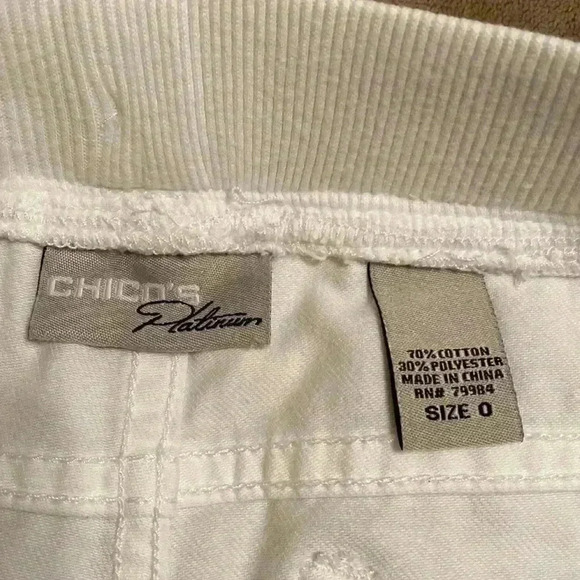 CHICO'S
Platinum
70% COTTON
30% POLYESTER
MADE IN CHINA
RN# 79984
SIZE 0